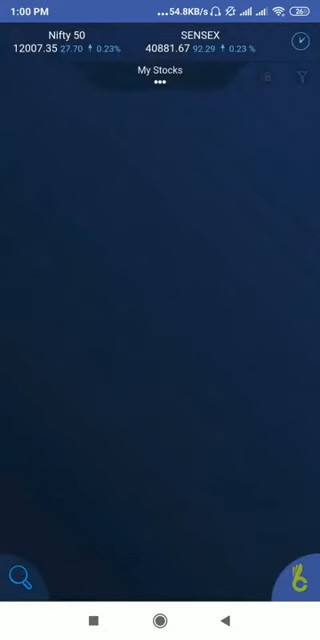 1:00 PM ...54.8KB/s 26
Nifty 50 SENSEX
12007.35 27.70 0.23% 40881.67 92.29 0.23 %
My Stocks